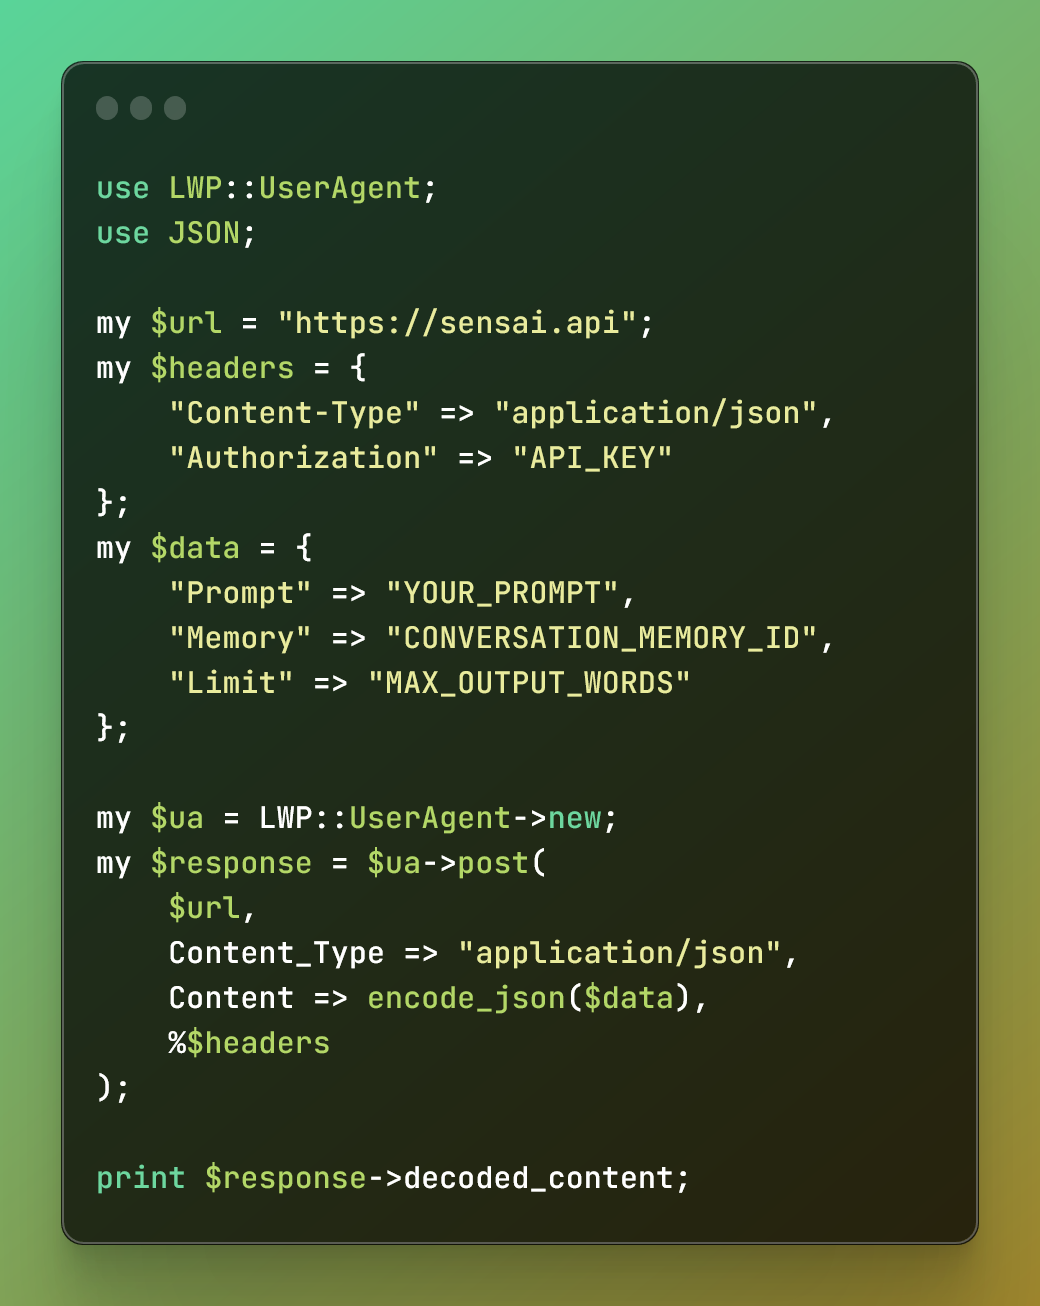 use LWP::UserAgent;
use JSON;

my $url = "https://sensai.api";
my $headers = {
    "Content-Type" => "application/json",
    "Authorization" => "API_KEY"
};
my $data = {
    "Prompt" => "YOUR_PROMPT",
    "Memory" => "CONVERSATION_MEMORY_ID",
    "Limit" => "MAX_OUTPUT_WORDS"
};

my $ua = LWP::UserAgent->new;
my $response = $ua->post(
    $url,
    Content_Type => "application/json",
    Content => encode_json($data),
    %$headers
);

print $response->decoded_content;